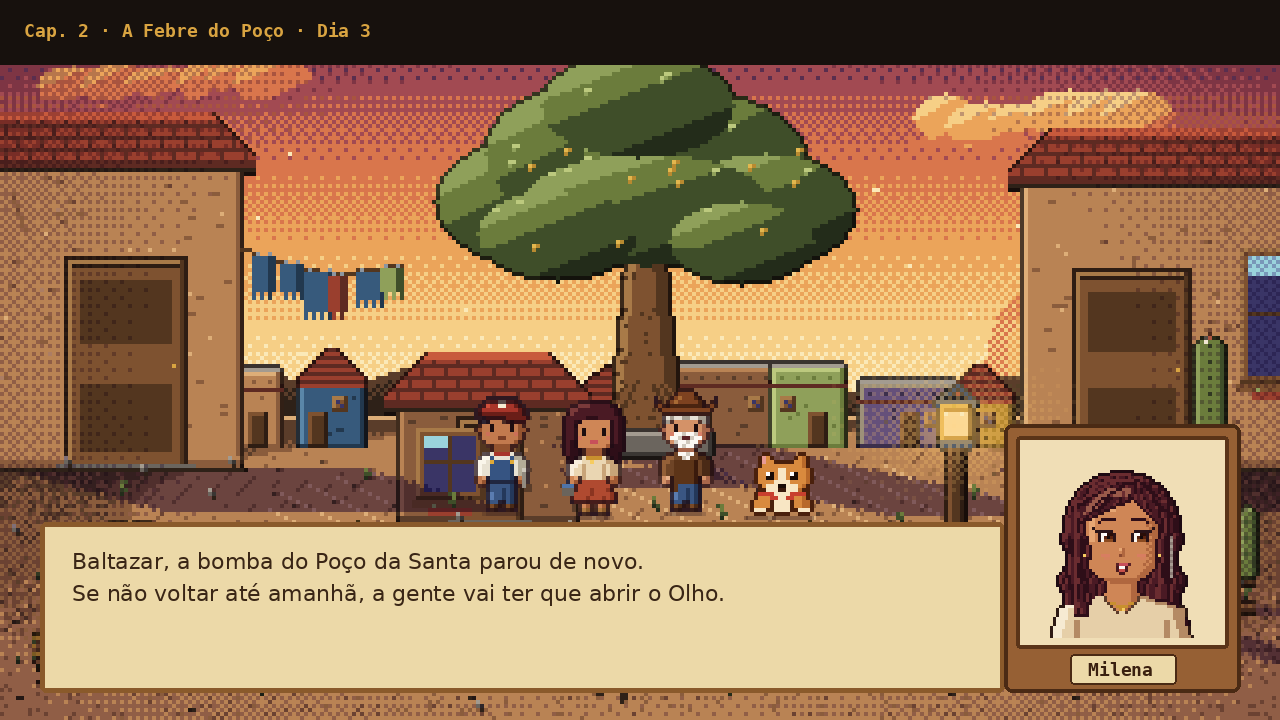 Cap. 2 · A Febre do Poço · Dia 3
Baltazar, a bomba do Poço da Santa parou de novo.
Se não voltar até amanhã, a gente vai ter que abrir o Olho.
Milena